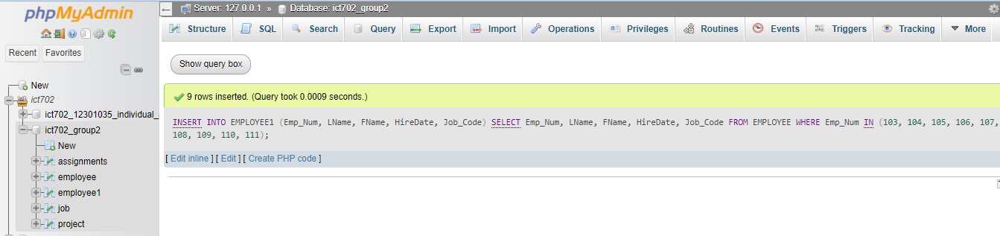 phpMyAdmin
Recent
Favorites
New
ict702
ict702_12301035_individual_
ict702_group2
New
assignments
employee
employee1
job
project
Server: 127.0.0.1 » Database: ict702_group2
Structure SQL Search Query Export Import Operations Privileges Routines Events Triggers Tracking More
Show query box
9 rows inserted. (Query took 0.0009 seconds.)
INSERT INTO EMPLOYEE1 (Emp_Num, LName, FName, HireDate, Job_Code) SELECT Emp_Num, LName, FName, HireDate, Job_Code FROM EMPLOYEE WHERE Emp_Num IN (103, 104, 105, 106, 107,
108, 109, 110, 111);
[ Edit inline ] [ Edit ] [ Create PHP code ]